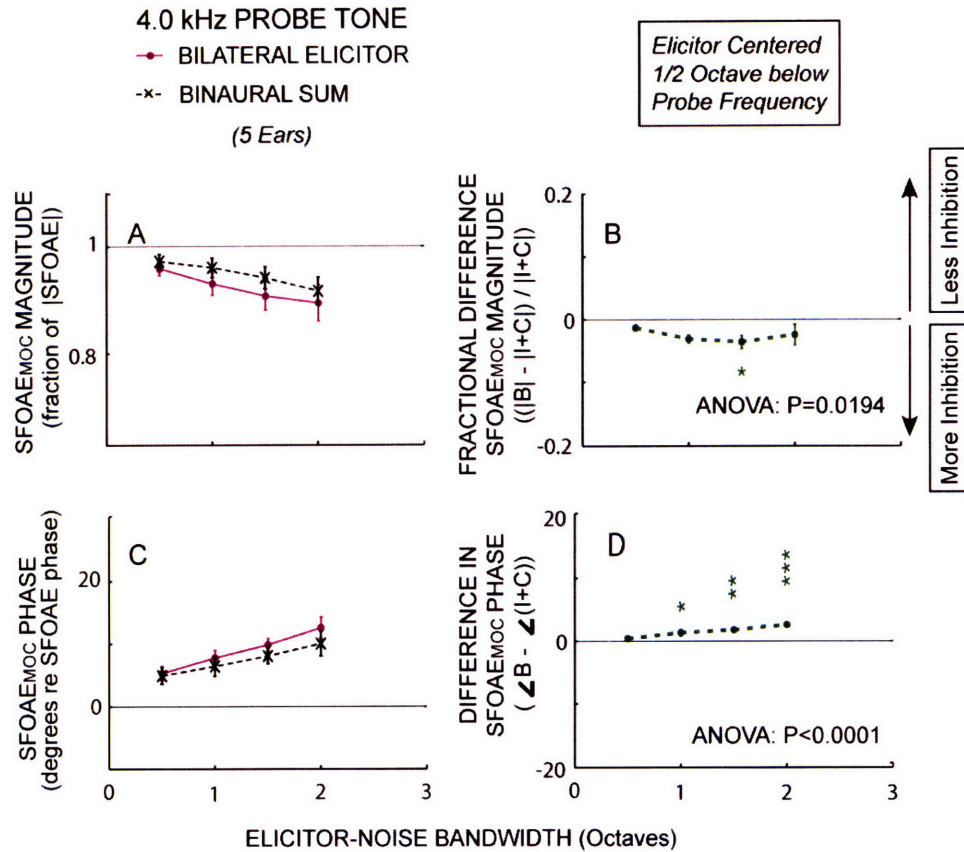 4.0 kHz PROBE TONE
BILATERAL ELICITOR
BINAURAL SUM
(5 Ears)
Elicitor Centered
1/2 Octave below
Probe Frequency
SFOAEMOC MAGNITUDE
(fraction of |SFOAE|)
1
0.8
A
FRACTIONAL DIFFERENCE
SFOAEMOC MAGNITUDE
((|B| - |I+C|) / |I+C|)
0.2
0
-0.2
B
*
ANOVA: P=0.0194
Less Inhibition
More Inhibition
SFOAEMOC PHASE
(degrees re SFOAE phase)
20
0
C
0 1 2 3
DIFFERENCE IN
SFOAEMOC PHASE
(∠B - ∠(I+C))
20
0
-20
D
*
* *
* * *
ANOVA: P<0.0001
0 1 2 3
ELICITOR-NOISE BANDWIDTH (Octaves)